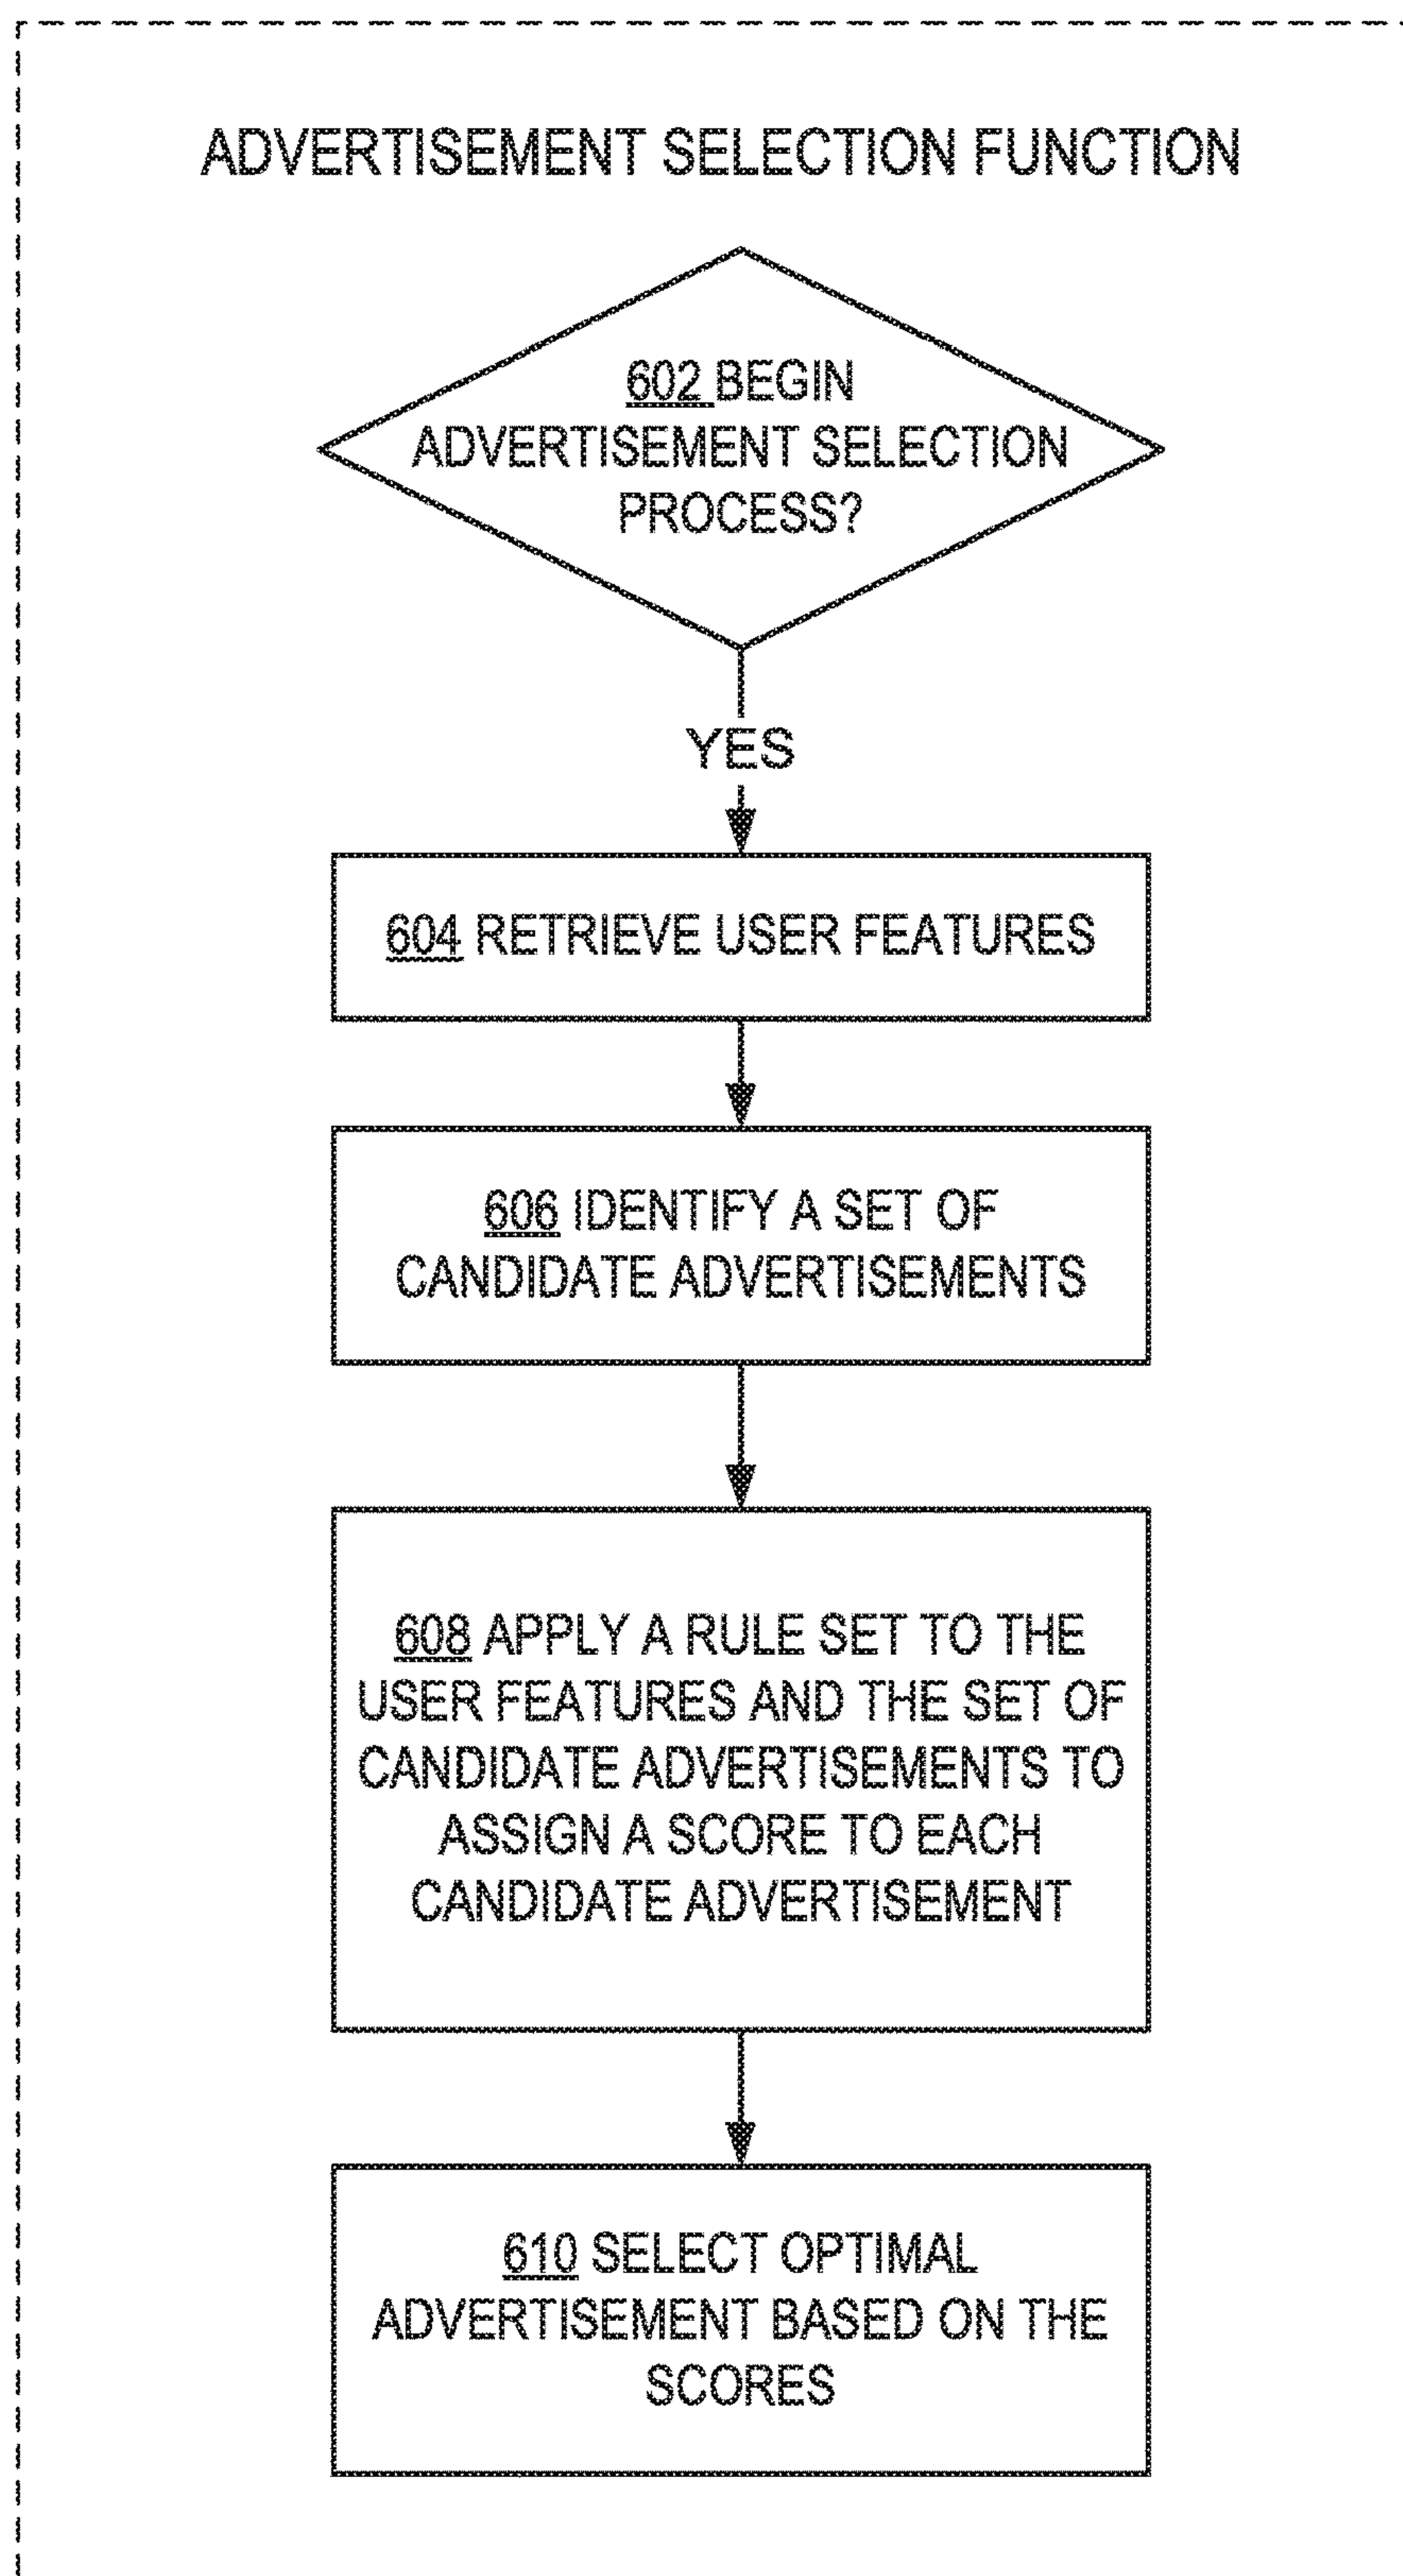 ADVERTISEMENT SELECTION FUNCTION
602 BEGIN
ADVERTISEMENT SELECTION
PROCESS?
YES
604 RETRIEVE USER FEATURES
606 IDENTIFY A SET OF
CANDIDATE ADVERTISEMENTS
608 APPLY A RULE SET TO THE
USER FEATURES AND THE SET OF
CANDIDATE ADVERTISEMENTS TO
ASSIGN A SCORE TO EACH
CANDIDATE ADVERTISEMENT
610 SELECT OPTIMAL
ADVERTISEMENT BASED ON THE
SCORES